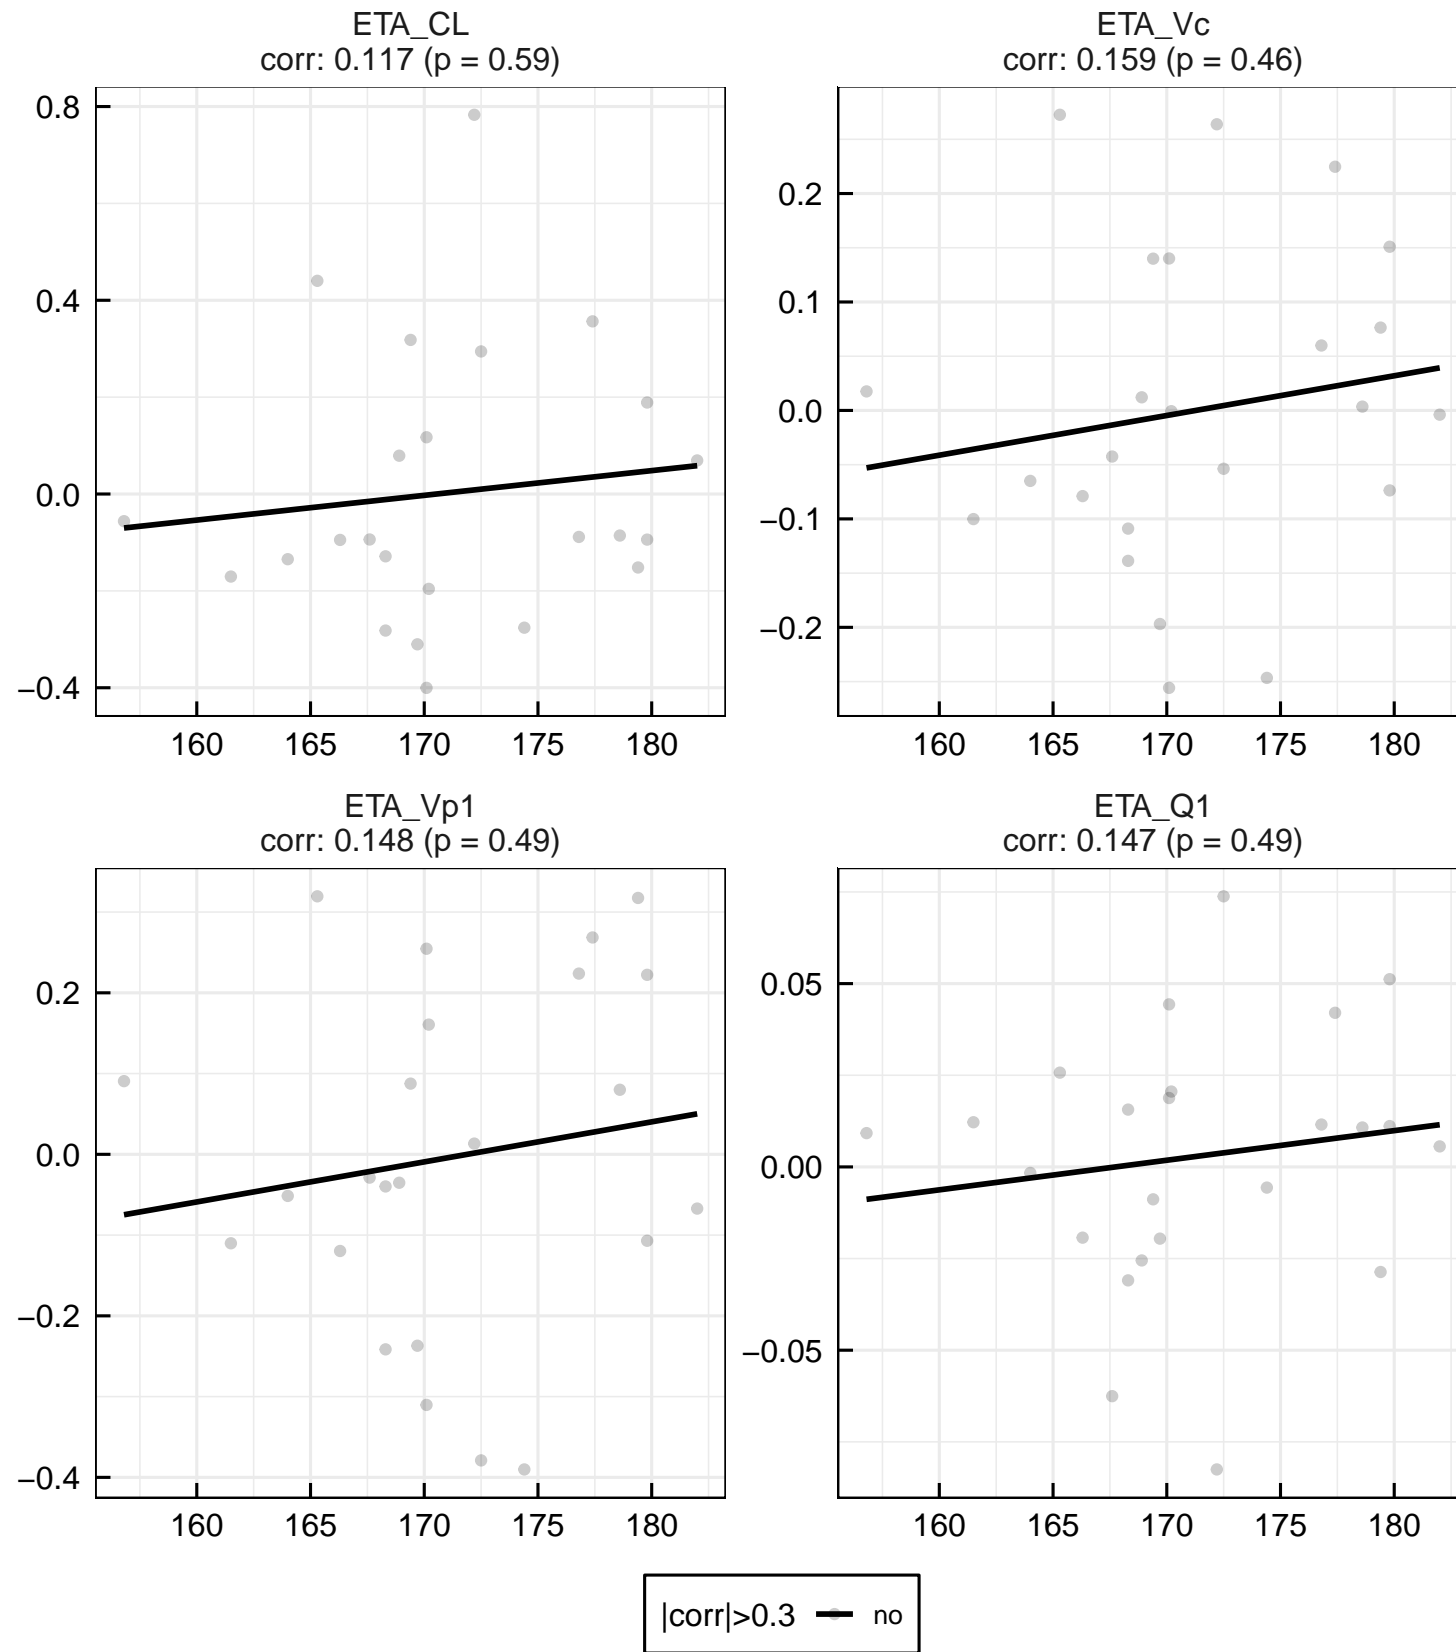 ETA_CL
corr: 0.117 (p = 0.59)
0.8
0.4
0.0
−0.4
160 165 170 175 180
ETA_Vc
corr: 0.159 (p = 0.46)
0.2
0.1
0.0
−0.1
−0.2
160 165 170 175 180
ETA_Vp1
corr: 0.148 (p = 0.49)
0.2
0.0
−0.2
−0.4
160 165 170 175 180
ETA_Q1
corr: 0.147 (p = 0.49)
0.05
0.00
−0.05
160 165 170 175 180
|corr|>0.3 no